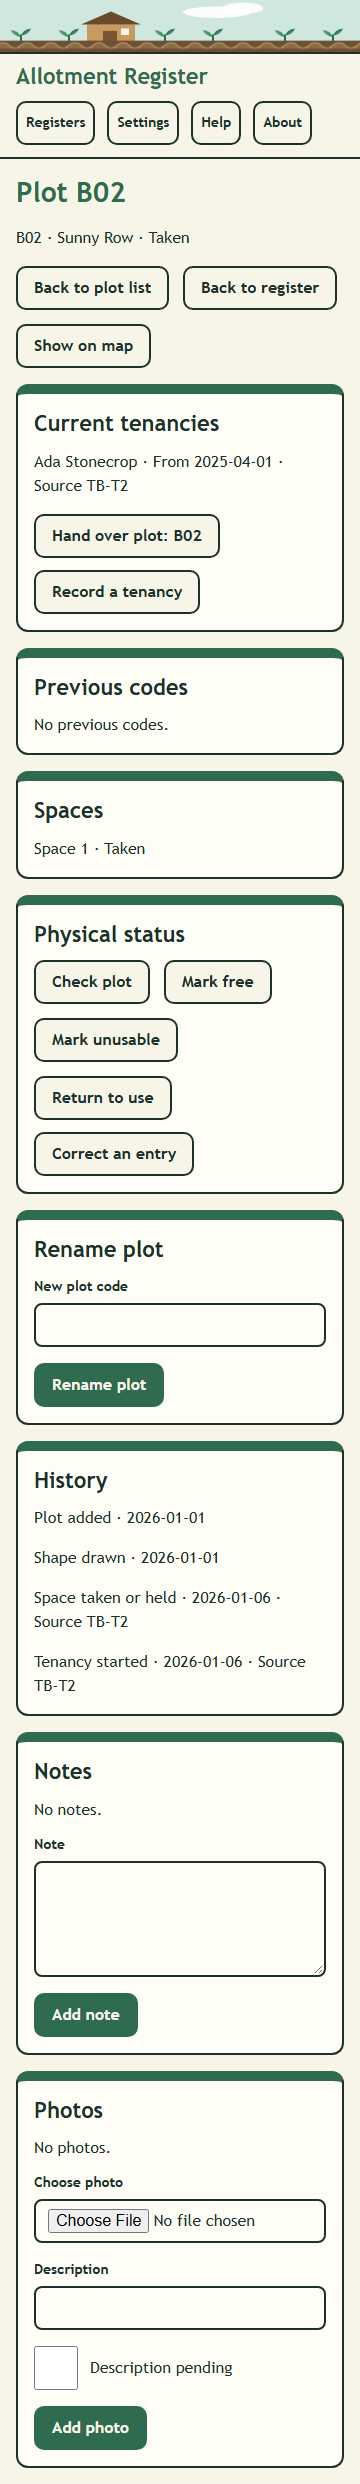 Allotment Register
Registers
Settings
Help
About
Plot B02
B02 · Sunny Row · Taken
Back to plot list
Back to register
Show on map
Current tenancies
Ada Stonecrop · From 2025-04-01 ·
Source TB-T2
Hand over plot: B02
Record a tenancy
Previous codes
No previous codes.
Spaces
Space 1 · Taken
Physical status
Check plot
Mark free
Mark unusable
Return to use
Correct an entry
Rename plot
New plot code
Rename plot
History
Plot added · 2026-01-01
Shape drawn · 2026-01-01
Space taken or held · 2026-01-06 ·
Source TB-T2
Tenancy started · 2026-01-06 · Source
TB-T2
Notes
No notes.
Note
Add note
Photos
No photos.
Choose photo
Choose File No file chosen
Description
Description pending
Add photo